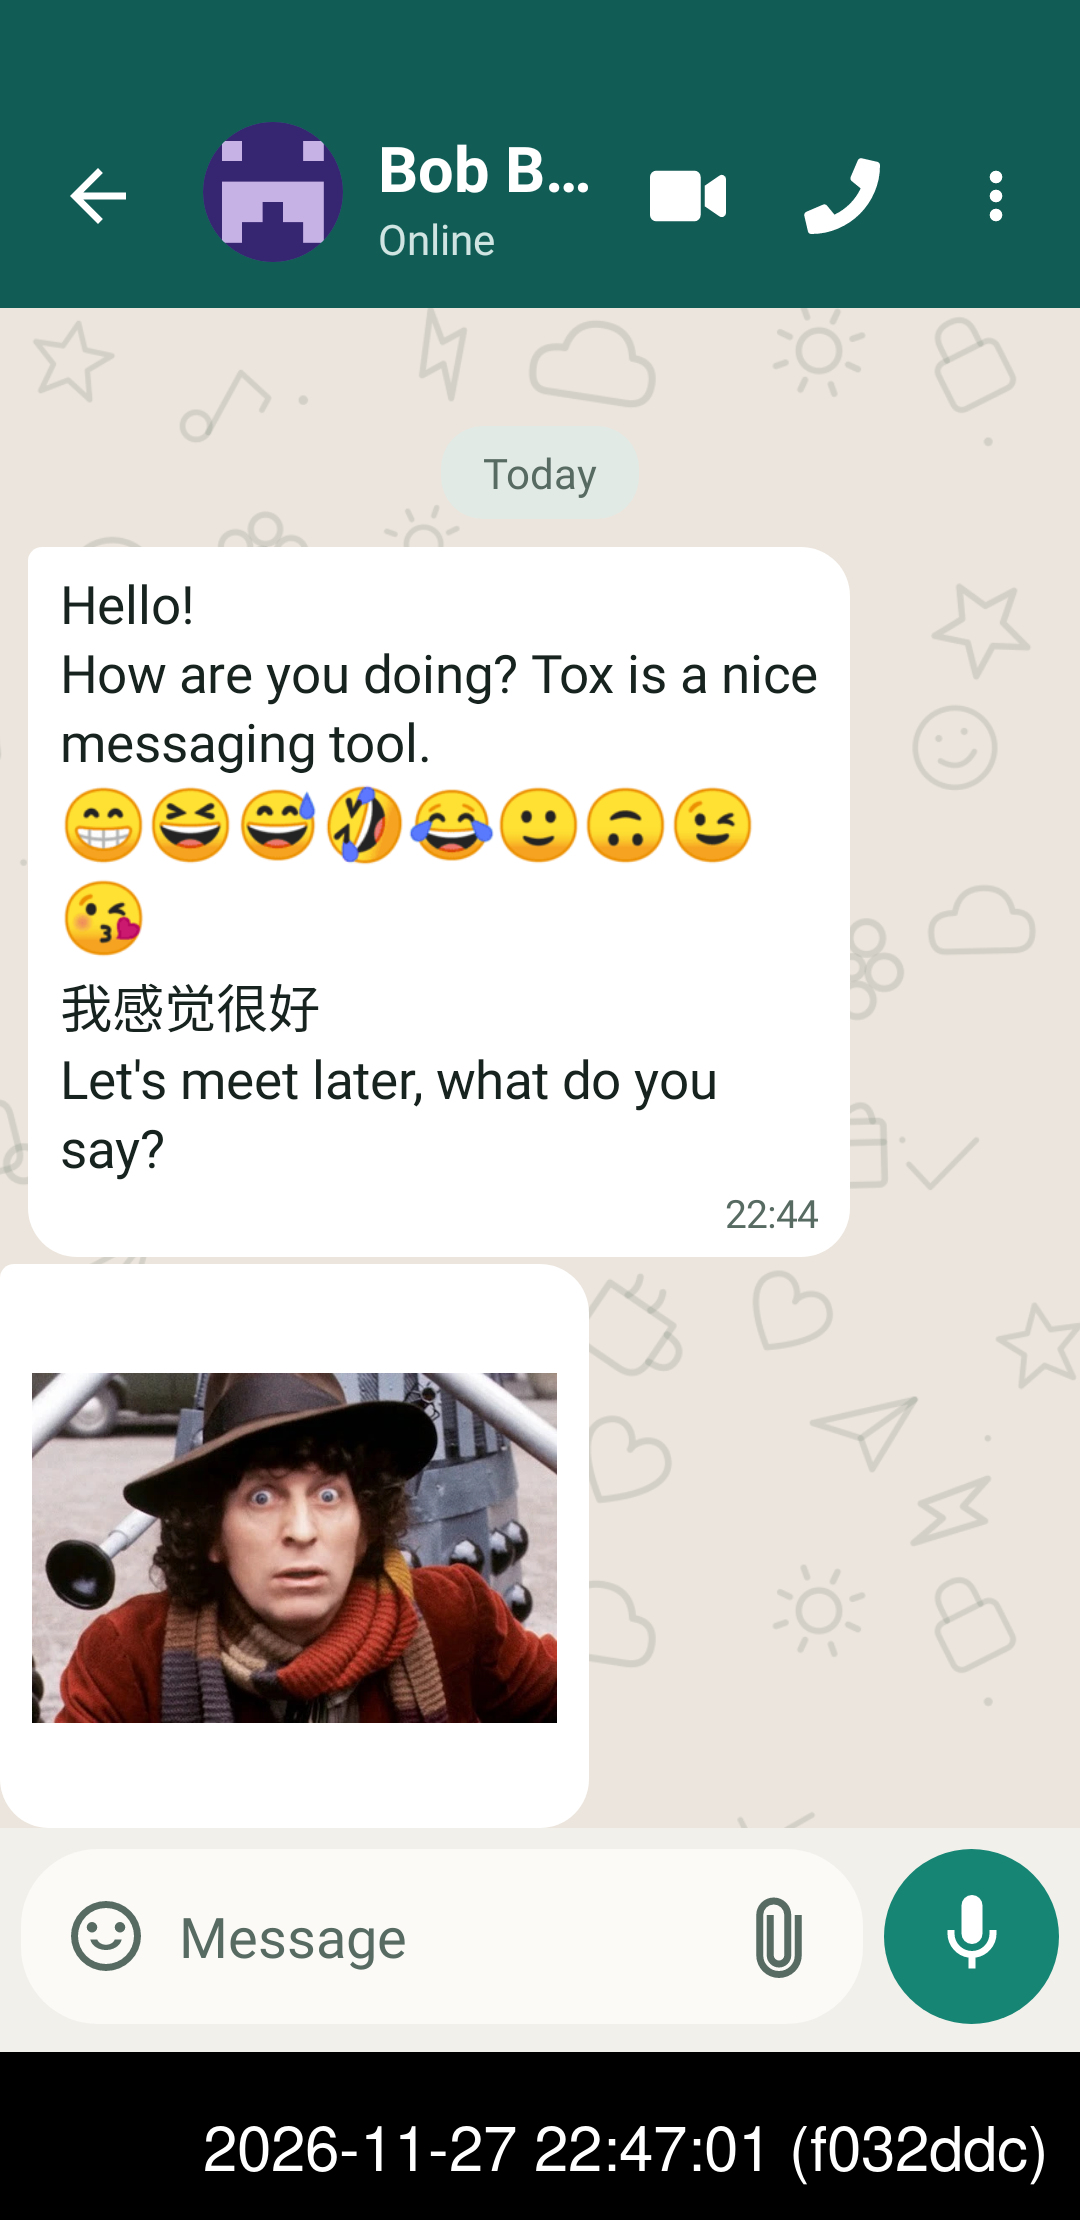 Bob B...
Online
Today
Hello!
How are you doing? Tox is a nice
messaging tool.
😁😆😅🤣😂🙂🙃😉
😘
我感觉很好
Let's meet later, what do you
say?
22:44
Message
2026-11-27 22:47:01 (f032ddc)